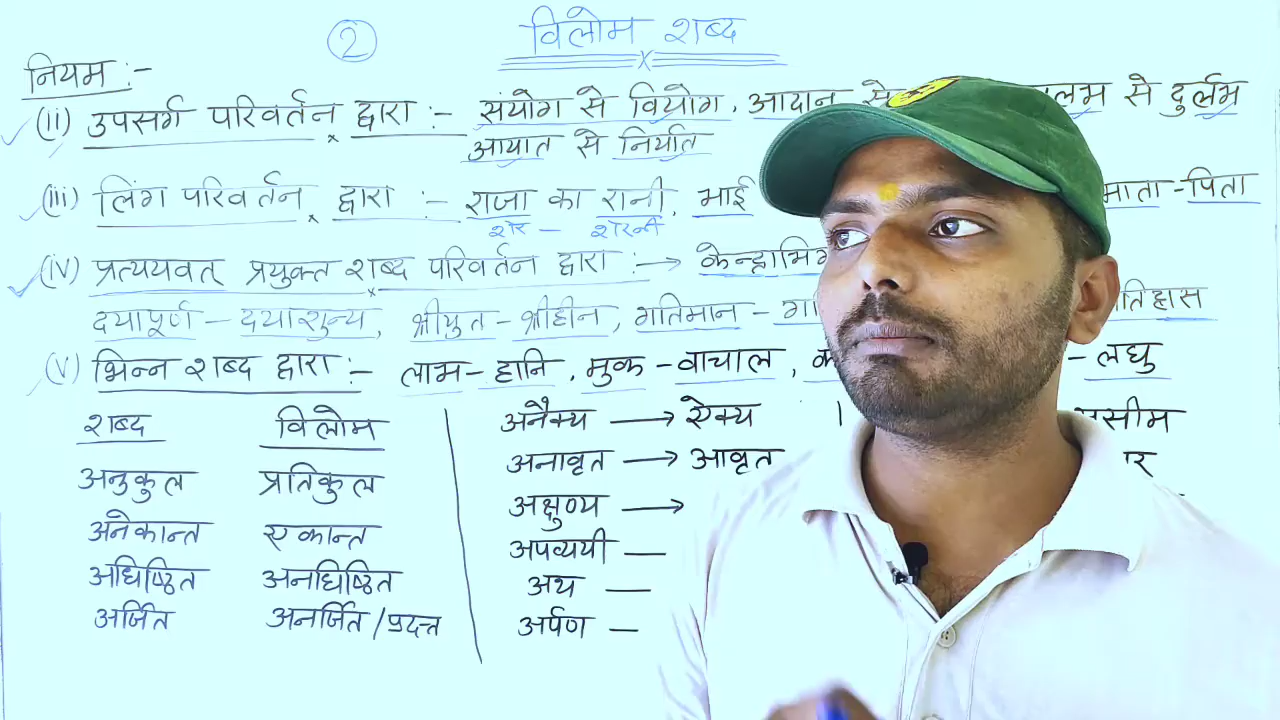 ②
विलोम शब्द
नियम :-
(ii) उपसर्ग परिवर्तन द्वारा :- संयोग से वियोग, आदान से लभ से दुर्लभ
आयात से निर्यात
(iii) लिंग परिवर्तन द्वारा :- राजा का रानी, भाई माता-पिता
शेर - शेरनी
(iv) प्रत्ययवत् प्रयुक्त शब्द परिवर्तन द्वारा :-→
दयापूर्ण - दयाशून्य, श्रीयुत - श्रीहीन, गतिमान -
(v) भिन्न शब्द द्वारा :- लाभ - हानि, मुक - वाचाल, - लघु
शब्द विलोम
अनुकुल प्रतिकुल
अनेकान्त एकान्त
अधिष्ठित अनधिष्ठित
अर्जित अनर्जित / प्रदत्त
अनैक्य → ऐक्य
अनावृत → आवृत
अक्षुण्य →
अपव्ययी —
अथ —
अर्पण —